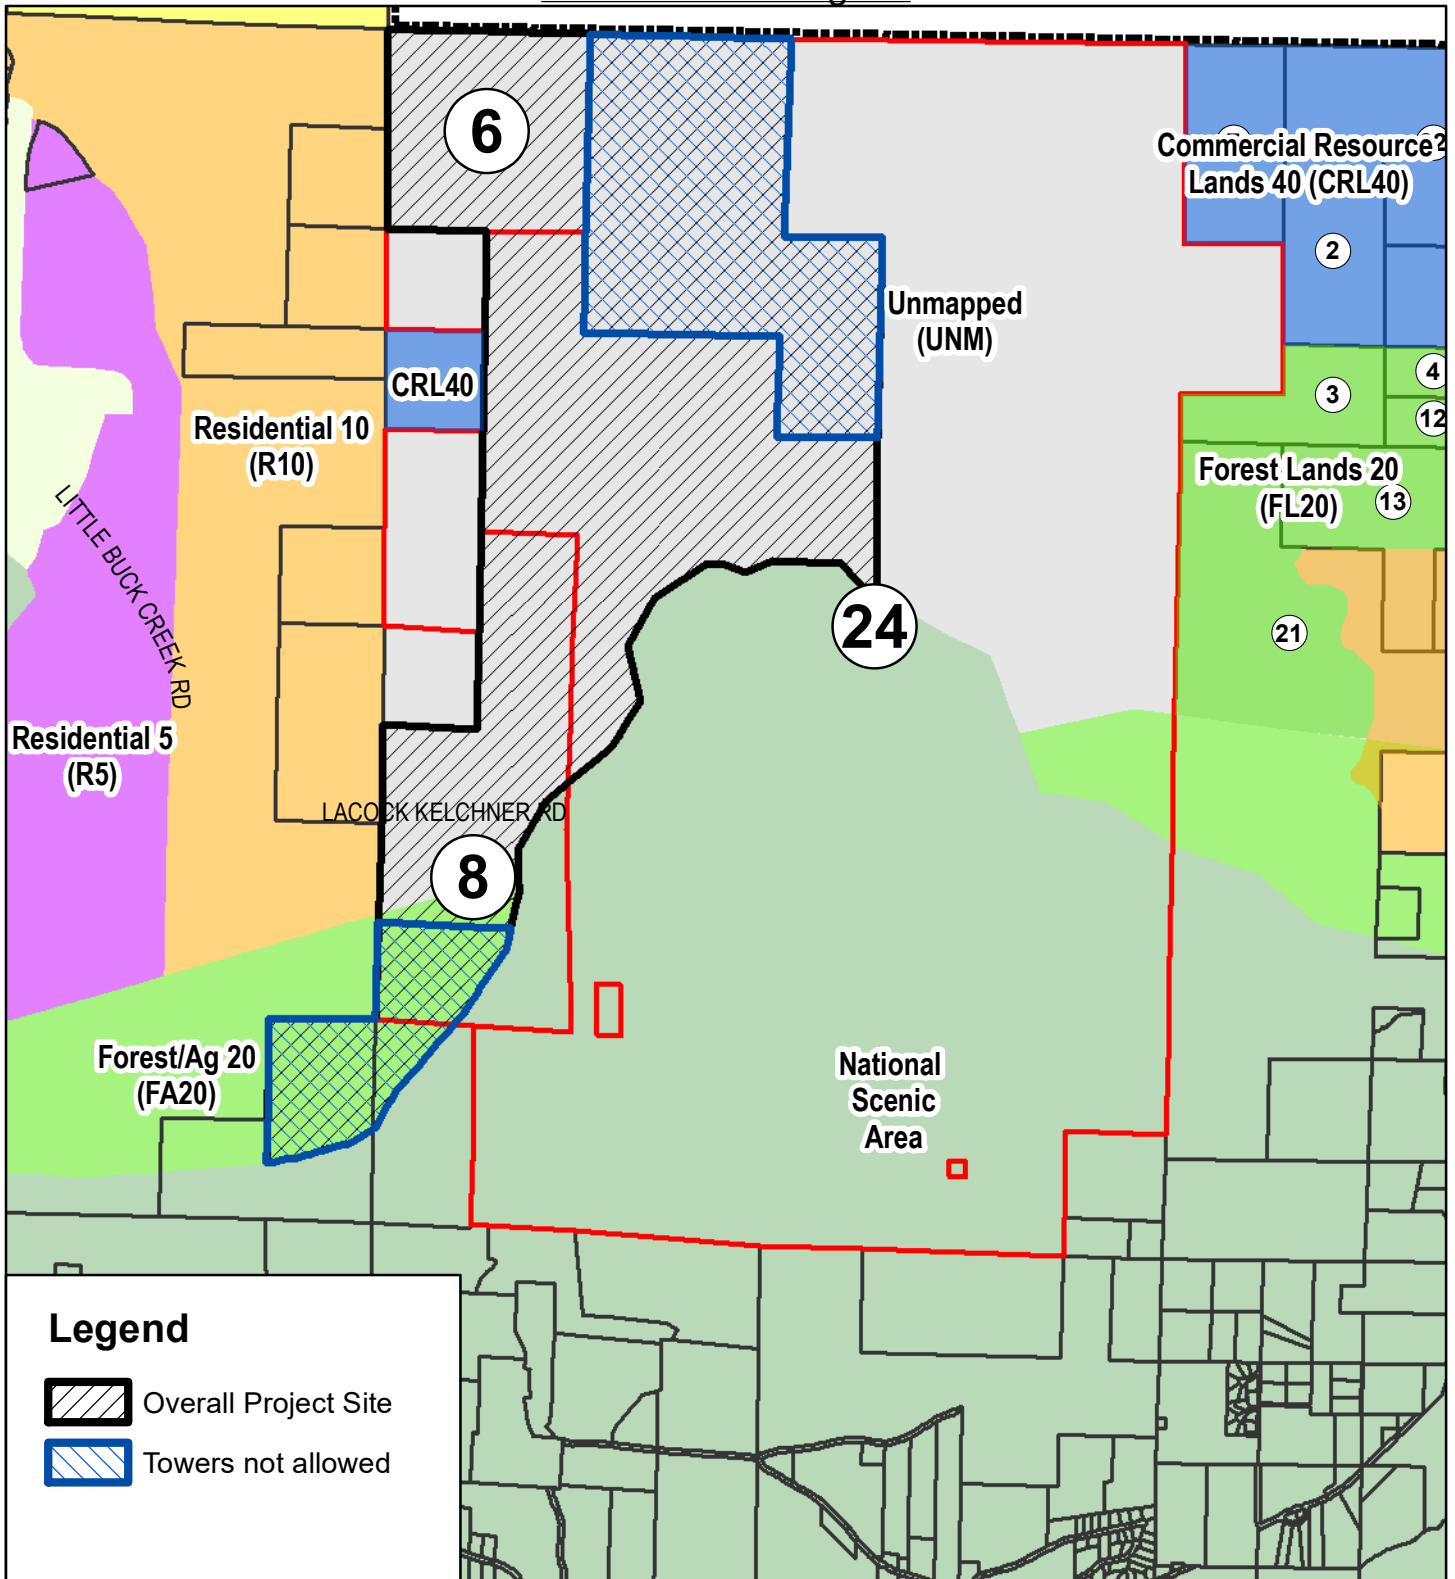 6
Commercial Resource
Lands 40 (CRL40)
2
2
Unmapped
(UNM)
CRL40
3
4
12
Residential 10
(R10)
Forest Lands 20
(FL20)
13
LITTLE BUCK CREEK RD
24
21
Residential 5
(R5)
LACOCK KELCHNER RD
8
Forest/Ag 20
(FA20)
National
Scenic
Area
Legend
Overall Project Site
Towers not allowed